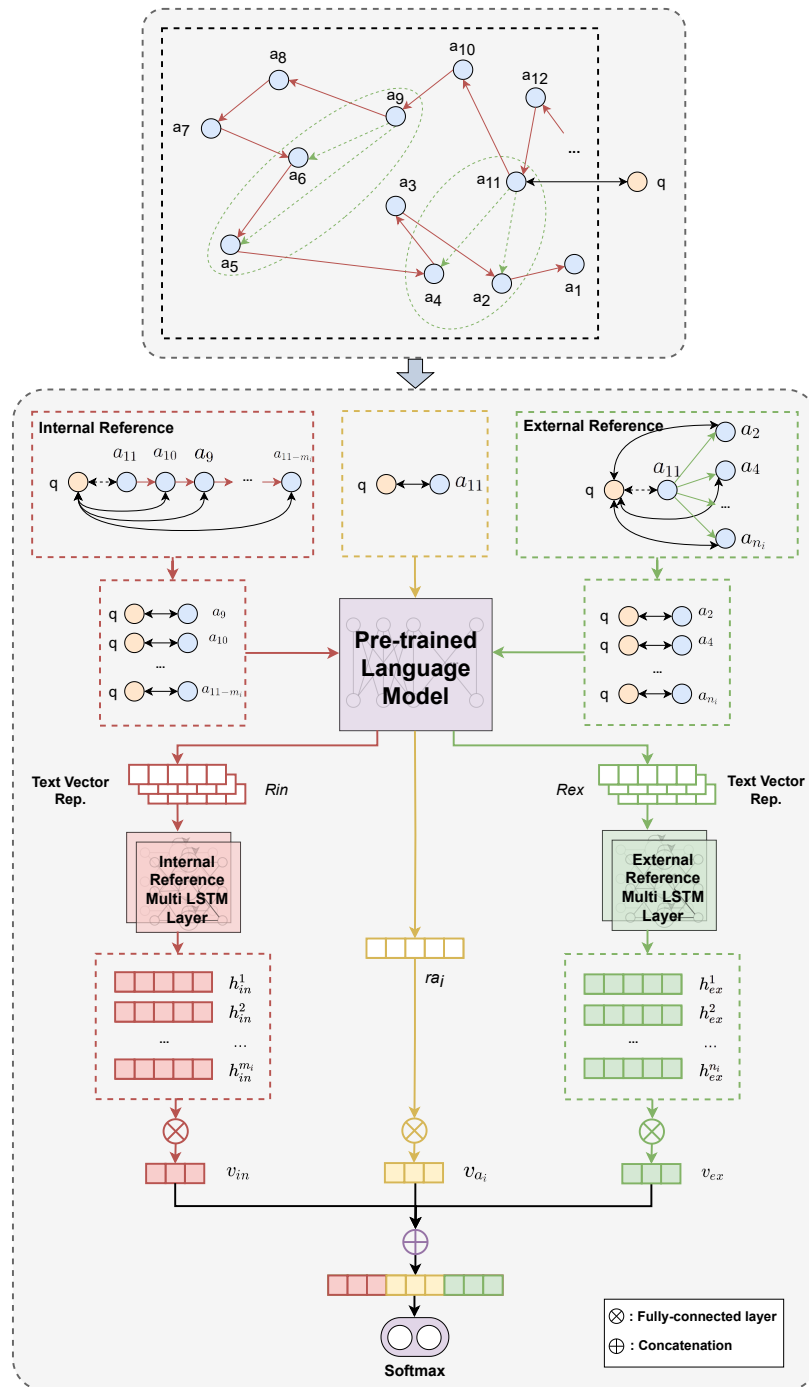 a10
a8
a12
a9
a7
...
a6
a3
a11
q
a5
a4
a2
a1
Internal Reference
a11 a10 a9 ... a11−mi
q
q a11
External Reference
a2
a11
a4
q
...
ani
q a9
q a10
...
q a11−mi
Pre-trained
Language
Model
q a2
q a4
...
q ani
Text Vector
Rep.
Rin
Rex
Text Vector
Rep.
Internal
Reference
Multi LSTM
Layer
External
Reference
Multi LSTM
Layer
rai
h1in
h2in
... ...
hmiin
h1ex
h2ex
... ...
hniex
vin
vai
vex
Softmax
: Fully-connected layer
: Concatenation